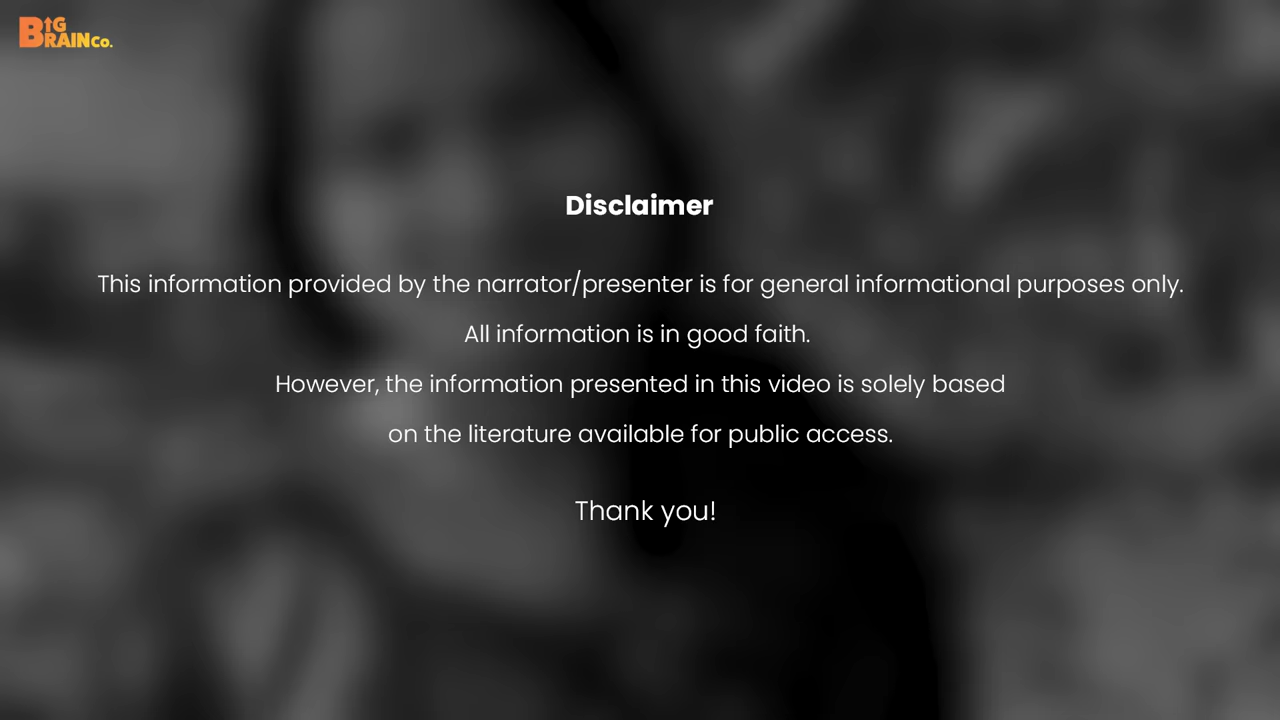 BIG
BRAIN CO.
Disclaimer
This information provided by the narrator/presenter is for general informational purposes only.
All information is in good faith.
However, the information presented in this video is solely based
on the literature available for public access.
Thank you!